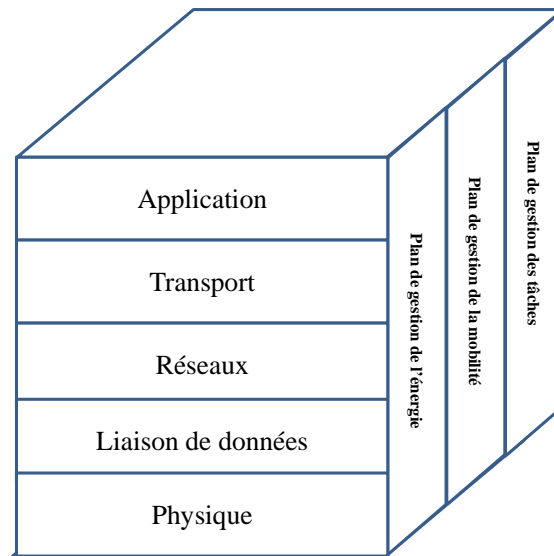 Application
Transport
Réseaux
Liaison de données
Physique
Plan de gestion de l'énergie
Plan de gestion de la mobilité
Plan de gestion des tâches